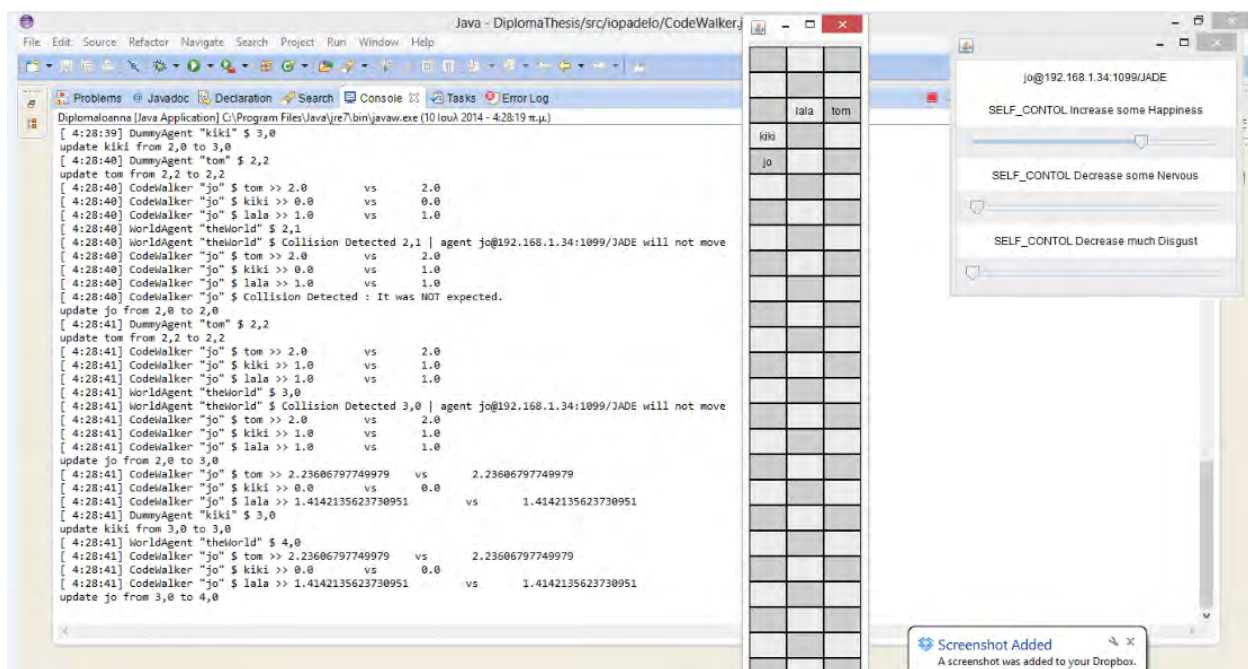 Java - DiplomaThesis/src/iopadelo/CodeWalker.j
File Edit Source Refactor Navigate Search Project Run Window Help
Problems @ Javadoc Declaration Search Console Tasks Error Log
DiplomaIoanna [Java Application] C:\Program Files\Java\jre7\bin\javaw.exe (10 Ιουλ 2014 - 4:28:19 π.μ.)
[ 4:28:39] DummyAgent "kiki" $ 3,0
update kiki from 2,0 to 3,0
[ 4:28:40] DummyAgent "tom" $ 2,2
update tom from 2,2 to 2,2
[ 4:28:40] CodeWalker "jo" $ tom >> 2.0 vs 2.0
[ 4:28:40] CodeWalker "jo" $ kiki >> 0.0 vs 0.0
[ 4:28:40] CodeWalker "jo" $ lala >> 1.0 vs 1.0
[ 4:28:40] WorldAgent "theWorld" $ 2,1
[ 4:28:40] WorldAgent "theWorld" $ Collision Detected 2,1 | agent jo@192.168.1.34:1099/JADE will not move
[ 4:28:40] CodeWalker "jo" $ tom >> 2.0 vs 2.0
[ 4:28:40] CodeWalker "jo" $ kiki >> 0.0 vs 1.0
[ 4:28:40] CodeWalker "jo" $ lala >> 1.0 vs 1.0
[ 4:28:40] CodeWalker "jo" $ Collision Detected : It was NOT expected.
update jo from 2,0 to 2,0
[ 4:28:41] DummyAgent "tom" $ 2,2
update tom from 2,2 to 2,2
[ 4:28:41] CodeWalker "jo" $ tom >> 2.0 vs 2.0
[ 4:28:41] CodeWalker "jo" $ kiki >> 1.0 vs 1.0
[ 4:28:41] CodeWalker "jo" $ lala >> 1.0 vs 1.0
[ 4:28:41] WorldAgent "theWorld" $ 3,0
[ 4:28:41] WorldAgent "theWorld" $ Collision Detected 3,0 | agent jo@192.168.1.34:1099/JADE will not move
[ 4:28:41] CodeWalker "jo" $ tom >> 2.0 vs 2.0
[ 4:28:41] CodeWalker "jo" $ kiki >> 1.0 vs 1.0
[ 4:28:41] CodeWalker "jo" $ lala >> 1.0 vs 1.0
update jo from 2,0 to 3,0
[ 4:28:41] CodeWalker "jo" $ tom >> 2.23606797749979 vs 2.23606797749979
[ 4:28:41] CodeWalker "jo" $ kiki >> 0.0 vs 0.0
[ 4:28:41] CodeWalker "jo" $ lala >> 1.4142135623730951 vs 1.4142135623730951
[ 4:28:41] DummyAgent "kiki" $ 3,0
update kiki from 3,0 to 3,0
[ 4:28:41] WorldAgent "theWorld" $ 4,0
[ 4:28:41] CodeWalker "jo" $ tom >> 2.23606797749979 vs 2.23606797749979
[ 4:28:41] CodeWalker "jo" $ kiki >> 0.0 vs 0.0
[ 4:28:41] CodeWalker "jo" $ lala >> 1.4142135623730951 vs 1.4142135623730951
update jo from 3,0 to 4,0
lala tom
kiki
jo
jo@192.168.1.34:1099/JADE
SELF_CONTOL Increase some Happiness
SELF_CONTOL Decrease some Nervous
SELF_CONTOL Decrease much Disgust
Screenshot Added
A screenshot was added to your Dropbox.